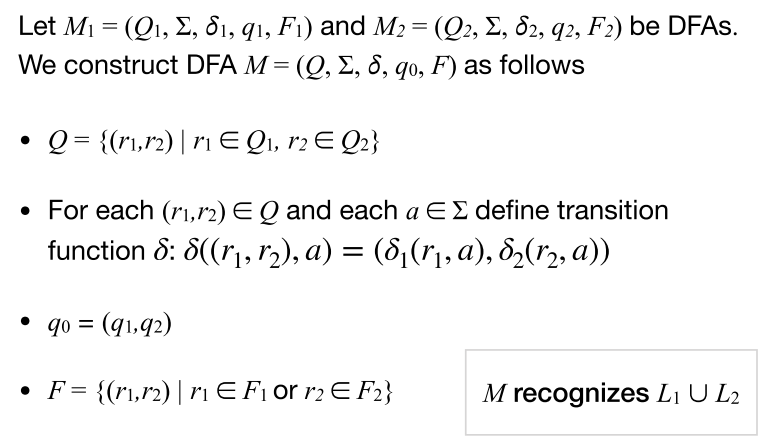 Let M₁ = (Q₁, Σ, δ₁, q₁, F₁) and M₂ = (Q₂, Σ, δ₂, q₂, F₂) be DFAs.
We construct DFA M = (Q, Σ, δ, q₀, F) as follows
• Q = {(r₁,r₂) | r₁ ∈ Q₁, r₂ ∈ Q₂}
• For each (r₁,r₂) ∈ Q and each a ∈ Σ define transition
function δ: δ((r₁, r₂), a) = (δ₁(r₁, a), δ₂(r₂, a))
• q₀ = (q₁,q₂)
• F = {(r₁,r₂) | r₁ ∈ F₁ or r₂ ∈ F₂}
M recognizes L₁ ∪ L₂